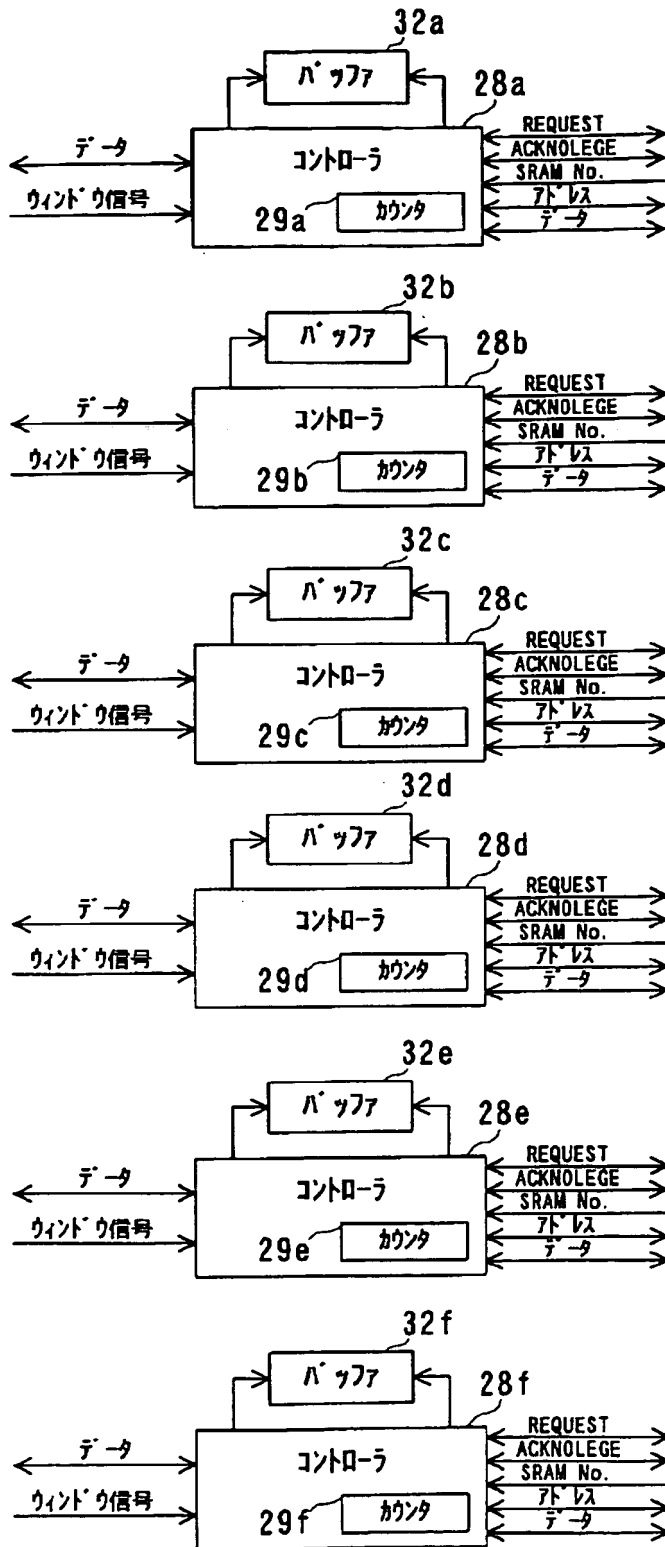 32a
バッファ
28a
データ
コントローラ
REQUEST
ACKNOLEGE
SRAM No.
ウィンドウ信号
29a
カウンタ
アドレス
データ
32b
バッファ
28b
データ
コントローラ
REQUEST
ACKNOLEGE
SRAM No.
ウィンドウ信号
29b
カウンタ
アドレス
データ
32c
バッファ
28c
データ
コントローラ
REQUEST
ACKNOLEGE
SRAM No.
ウィンドウ信号
29c
カウンタ
アドレス
データ
32d
バッファ
28d
データ
コントローラ
REQUEST
ACKNOLEGE
SRAM No.
ウィンドウ信号
29d
カウンタ
アドレス
データ
32e
バッファ
28e
データ
コントローラ
REQUEST
ACKNOLEGE
SRAM No.
ウィンドウ信号
29e
カウンタ
アドレス
データ
32f
バッファ
28f
データ
コントローラ
REQUEST
ACKNOLEGE
SRAM No.
ウィンドウ信号
29f
カウンタ
アドレス
データ